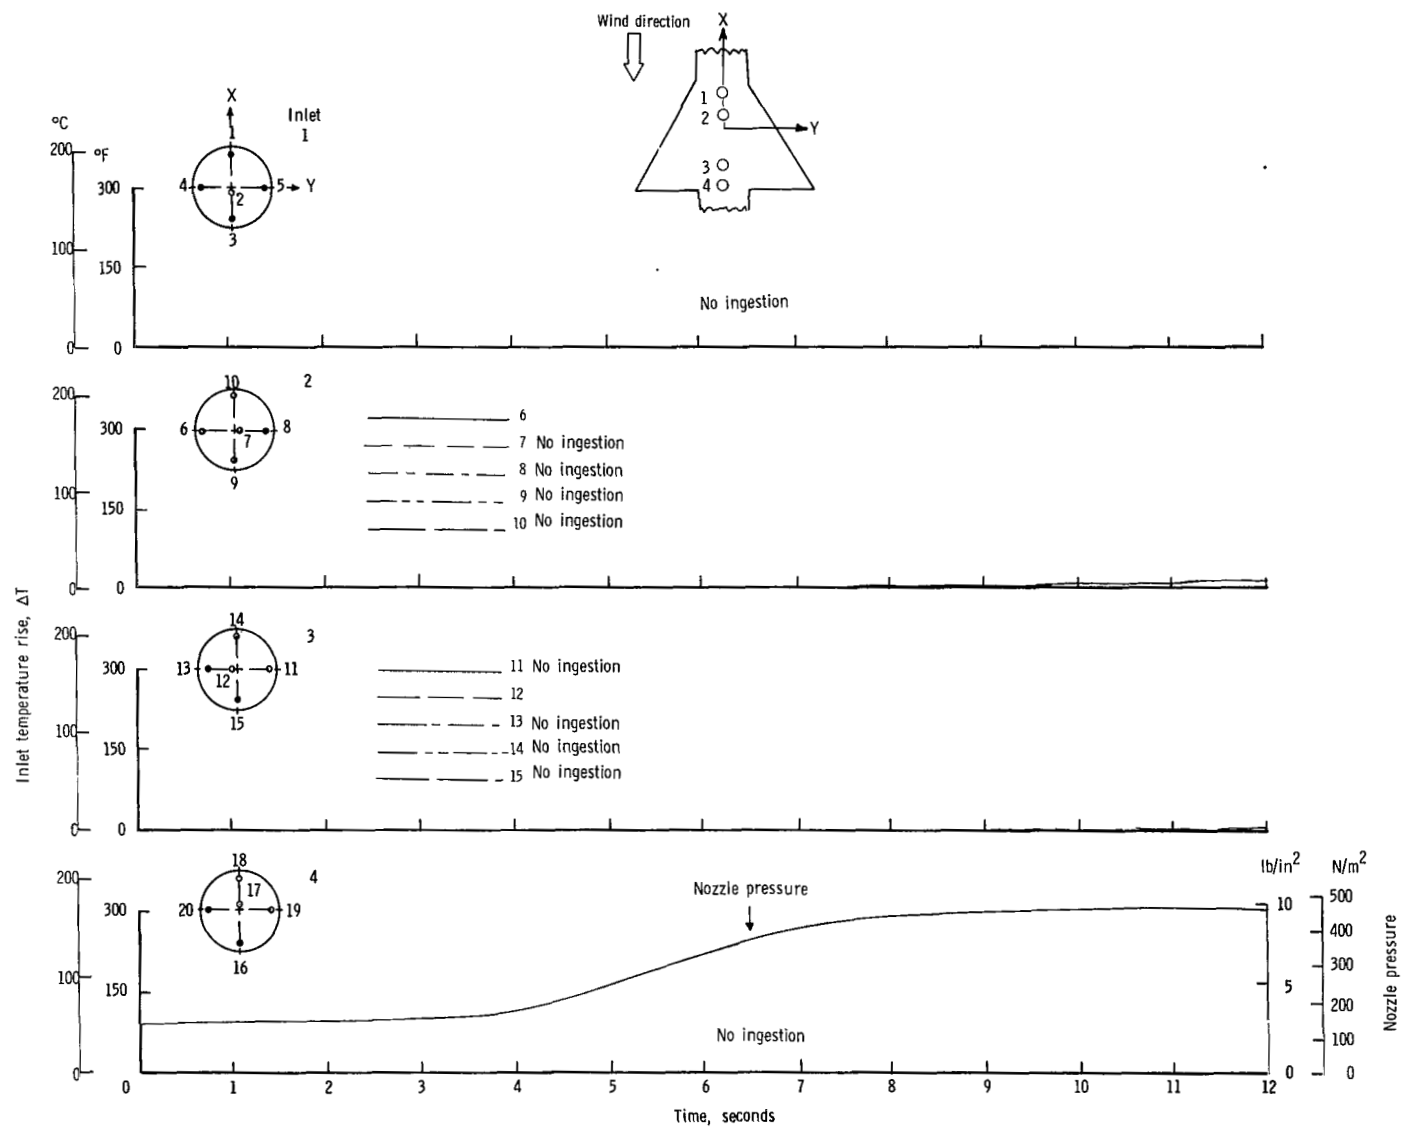 Wind direction
X
1
2
Y
3
4
°C
°F
X
Inlet
1
1
200
300
4
5
Y
2
3
100
150
No ingestion
0
0
10
2
200
300
6
8
7
9
6
7 No ingestion
8 No ingestion
9 No ingestion
10 No ingestion
100
150
0
0
Inlet temperature rise, ΔT
14
3
200
300
13
11
12
15
11 No ingestion
12
13 No ingestion
14 No ingestion
15 No ingestion
100
150
0
0
18
4
200
300
17
20
19
16
100
150
0
Nozzle pressure
No ingestion
lb/in²
N/m²
10
5
0
500
400
300
200
100
0
Nozzle pressure
0 1 2 3 4 5 6 7 8 9 10 11 12
Time, seconds